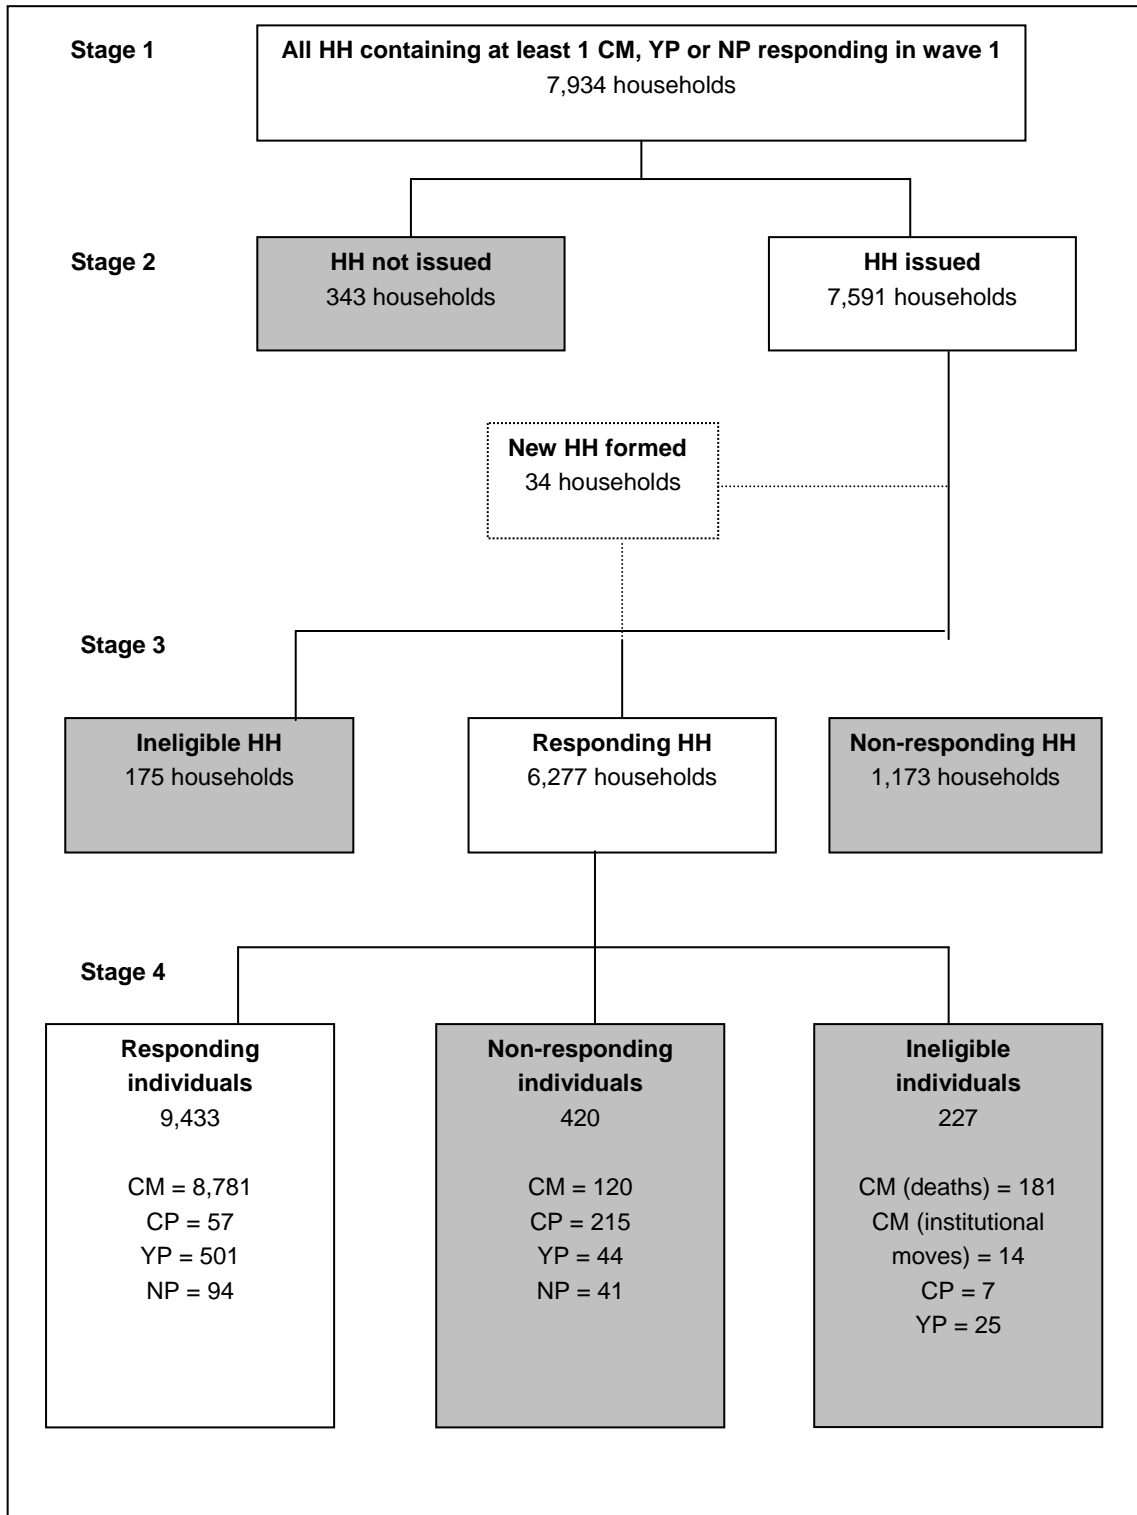 Stage 1
All HH containing at least 1 CM, YP or NP responding in wave 1
7,934 households
Stage 2
HH not issued
343 households
HH issued
7,591 households
New HH formed
34 households
Stage 3
Ineligible HH
175 households
Responding HH
6,277 households
Non-responding HH
1,173 households
Stage 4
Responding
individuals
9,433
CM = 8,781
CP = 57
YP = 501
NP = 94
Non-responding
individuals
420
CM = 120
CP = 215
YP = 44
NP = 41
Ineligible
individuals
227
CM (deaths) = 181
CM (institutional
moves) = 14
CP = 7
YP = 25